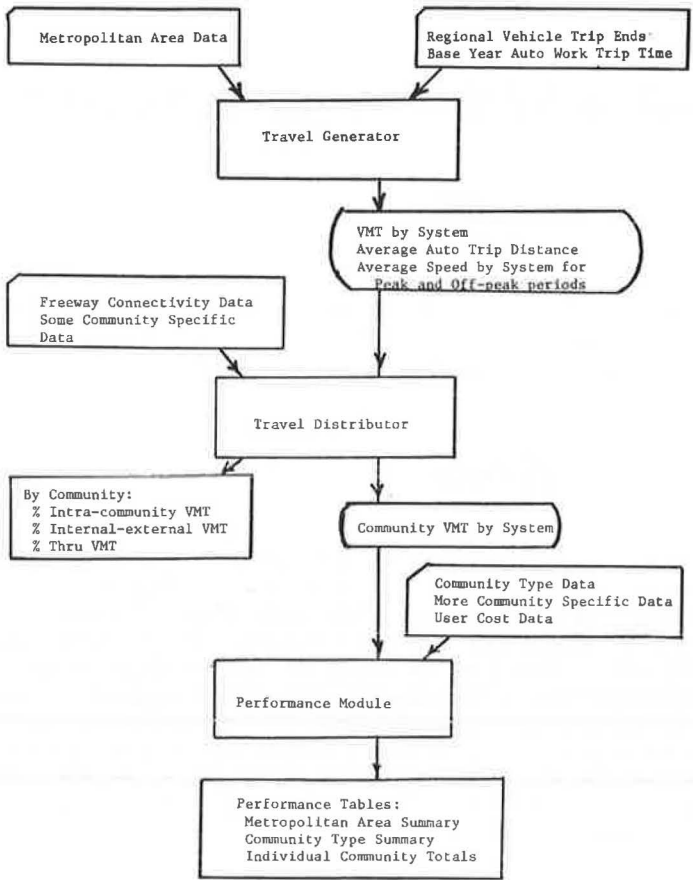 Metropolitan Area Data
Regional Vehicle Trip Ends
Base Year Auto Work Trip Time
Travel Generator
VMT by System
Average Auto Trip Distance
Average Speed by System for
Peak and Off-peak periods
Freeway Connectivity Data
Some Community Specific
Data
Travel Distributor
By Community:
% Intra-community VMT
% Internal-external VMT
% Thru VMT
Community VMT by System
Community Type Data
More Community Specific Data
User Cost Data
Performance Module
Performance Tables:
Metropolitan Area Summary
Community Type Summary
Individual Community Totals